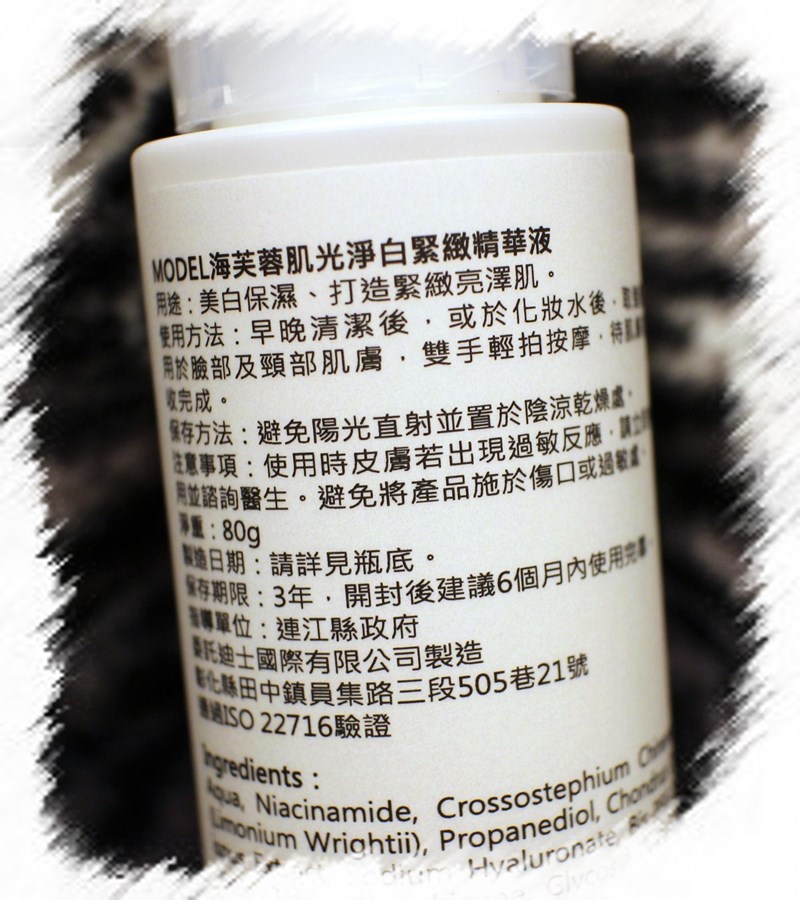 MODEL海芙蓉肌光淨白緊緻精華液
用途：美白保濕、打造緊緻亮澤肌。
使用方法：早晚清潔後，或於化妝水後，取適
用於臉部及頸部肌膚，雙手輕拍按摩，待肌膚
收完成。
保存方法：避免陽光直射並置於陰涼乾燥處。
注意事項：使用時皮膚若出現過敏反應，請立
用並諮詢醫生。避免將產品施於傷口或過敏處。
淨重：80g
製造日期：請詳見瓶底。
保存期限：3年，開封後建議6個月內使用完畢。
指導單位：連江縣政府
委託迪士國際有限公司製造
彰化縣田中鎮員集路三段505巷21號
通過ISO 22716驗證
Ingredients：
Aqua, Niacinamide, Crossostephium
(Limonium Wrightii), Propanediol,
Hyaluronate,